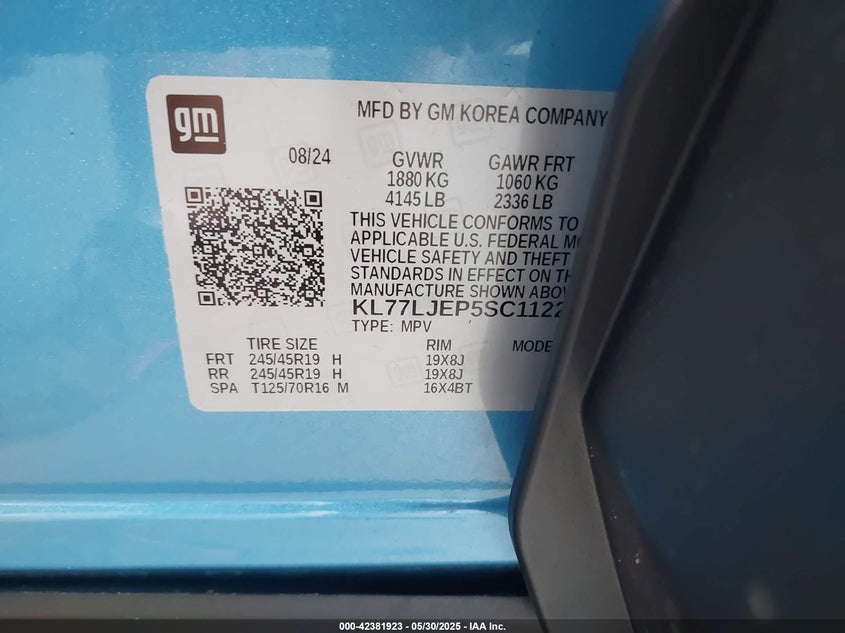 gm
MFD BY GM KOREA COMPANY
08/24
GVWR GAWR FRT
1880 KG 1060 KG
4145 LB 2336 LB
THIS VEHICLE CONFORMS TO
APPLICABLE U.S. FEDERAL
VEHICLE SAFETY AND THEFT
STANDARDS IN EFFECT ON
MANUFACTURE SHOWN
KL77LJEP5SC1122
TYPE: MPV
TIRE SIZE RIM MODE
FRT 245/45R19 H 19X8J
RR 245/45R19 H 19X8J
SPA T125/70R16 M 16X4BT
000-42381923 // 05/30/2025 - IAA Inc.